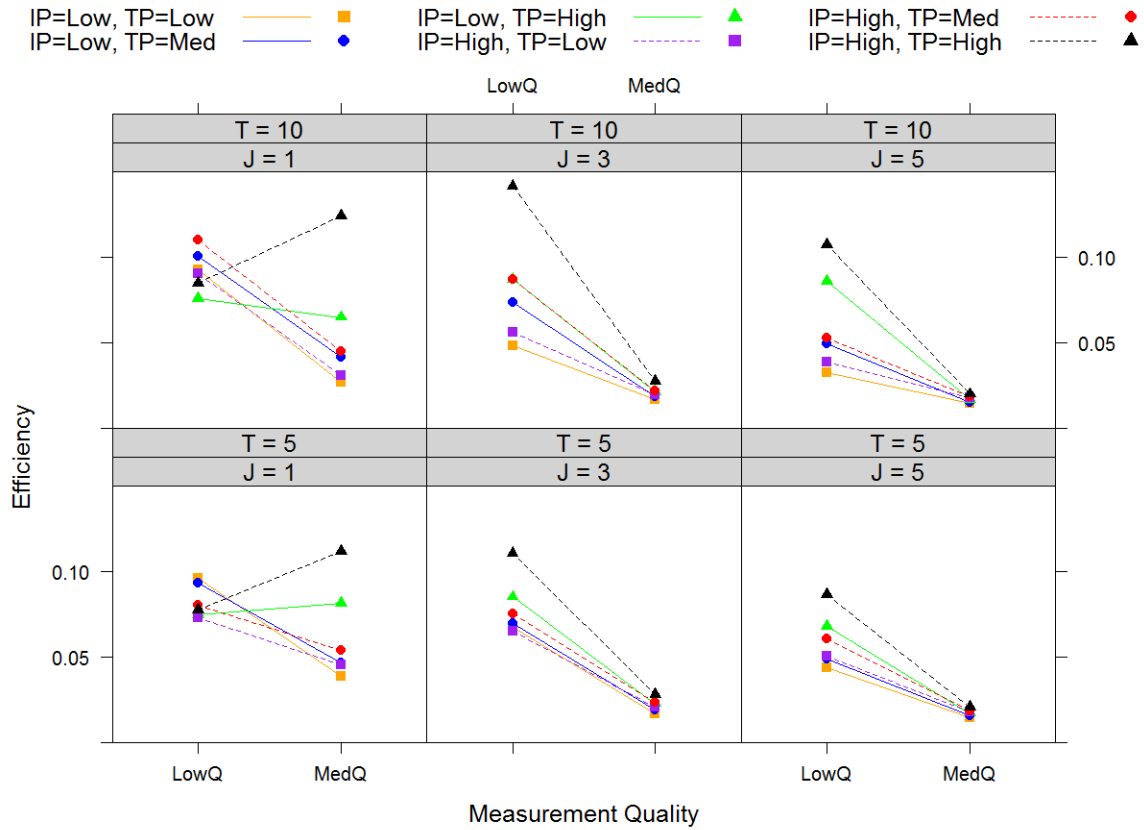 IP=Low, TP=Low IP=Low, TP=High IP=High, TP=Med
IP=Low, TP=Med IP=High, TP=Low IP=High, TP=High
LowQ MedQ
T = 10 T = 10 T = 10
J = 1 J = 3 J = 5
0.10
0.05
T = 5 T = 5 T = 5
J = 1 J = 3 J = 5
Efficiency
0.10
0.05
LowQ MedQ LowQ MedQ
Measurement Quality